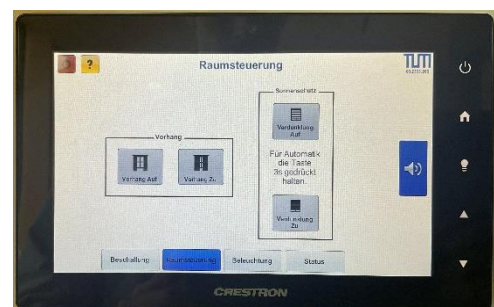 ?
Raumsteuerung
TUM
Vorhang
Vorhang Auf
Vorhang Zu
Sonnenschutz
Verdunklung
Auf
Für Automatik
die Taste
3s gedrückt
halten.
Verdunklung
Zu
Beschallung
Raumsteuerung
Beleuchtung
Status
CRESTRON